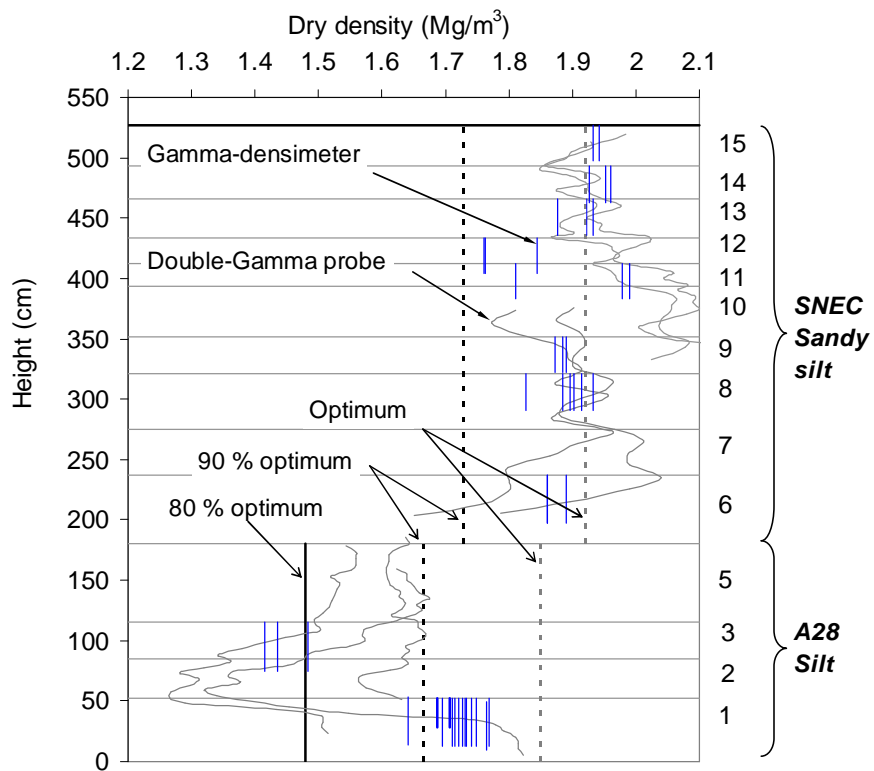 Dry density (Mg/m³)
1.2 1.3 1.4 1.5 1.6 1.7 1.8 1.9 2 2.1
Height (cm)
550
500
450
400
350
300
250
200
150
100
50
0
Gamma-densimeter
Double-Gamma probe
Optimum
90 % optimum
80 % optimum
15
14
13
12
11
10
9
8
7
6
5
3
2
1
SNEC
Sandy
silt
A28
Silt